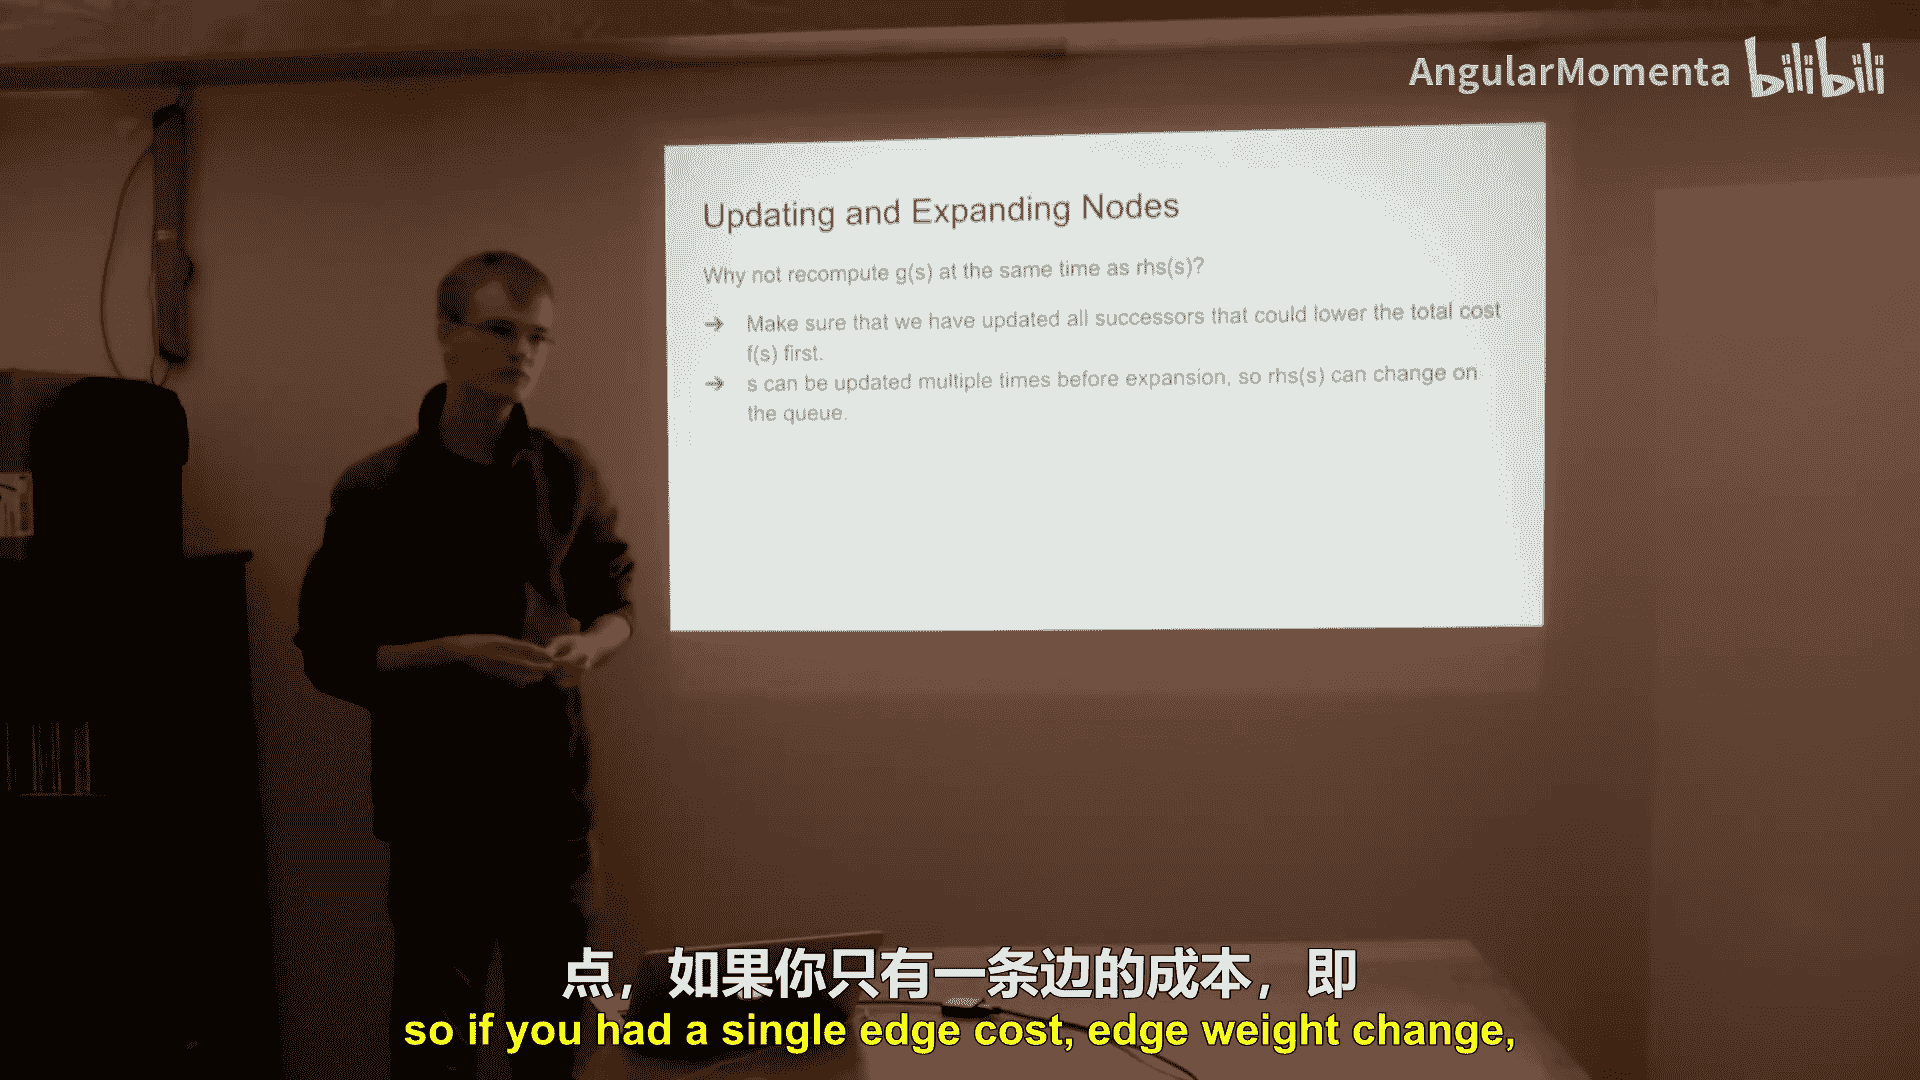 AngularMomenta bilibili
Updating and Expanding Nodes
Why not recompute g(s) at the same time as rhs(s)?
➔ Make sure that we have updated all successors that could lower the total cost
f(s) first.
➔ s can be updated multiple times before expansion, so rhs(s) can change on
the queue.
点，如果你只有一条边的成本，即
so if you had a single edge cost, edge weight change,